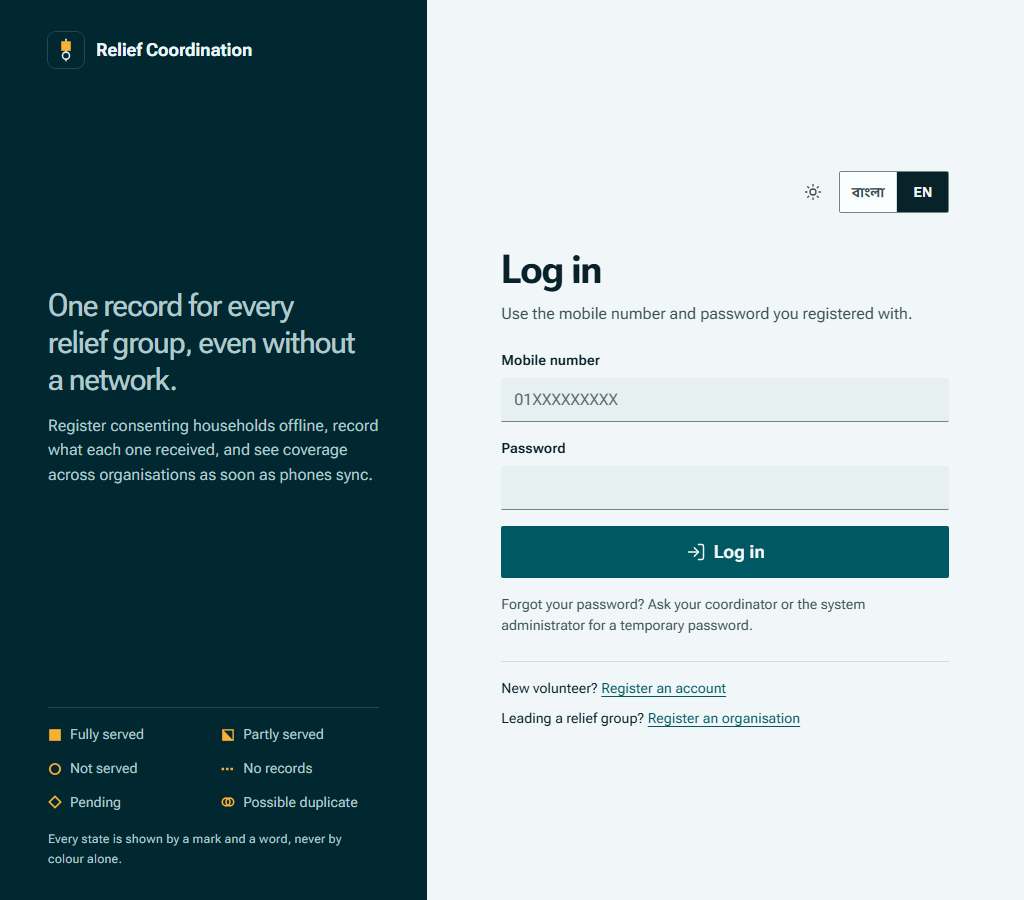 Relief Coordination
One record for every
relief group, even without
a network.
Register consenting households offline, record
what each one received, and see coverage
across organisations as soon as phones sync.
Fully served
Partly served
Not served
No records
Pending
Possible duplicate
Every state is shown by a mark and a word, never by
colour alone.
বাংলা
EN
Log in
Use the mobile number and password you registered with.
Mobile number
01XXXXXXXXX
Password
Log in
Forgot your password? Ask your coordinator or the system
administrator for a temporary password.
New volunteer? Register an account
Leading a relief group? Register an organisation